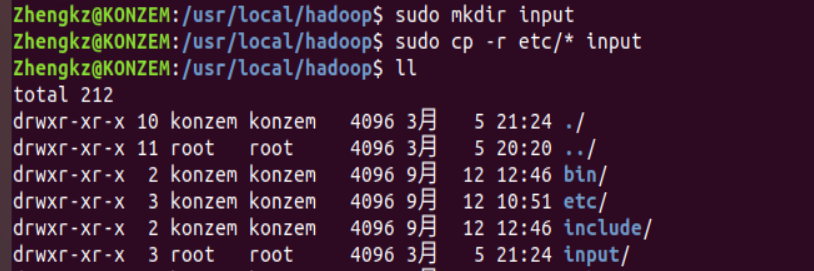 Zhengkz@KONZEM:/usr/local/hadoop$ sudo mkdir input
Zhengkz@KONZEM:/usr/local/hadoop$ sudo cp -r etc/* input
Zhengkz@KONZEM:/usr/local/hadoop$ ll
total 212
drwxr-xr-x 10 konzem konzem   4096 3月   5 21:24 ./
drwxr-xr-x 11 root   root     4096 3月   5 20:20 ../
drwxr-xr-x  2 konzem konzem   4096 9月  12 12:46 bin/
drwxr-xr-x  3 konzem konzem   4096 9月  12 10:51 etc/
drwxr-xr-x  2 konzem konzem   4096 9月  12 12:46 include/
drwxr-xr-x  3 root   root     4096 3月   5 21:24 input/